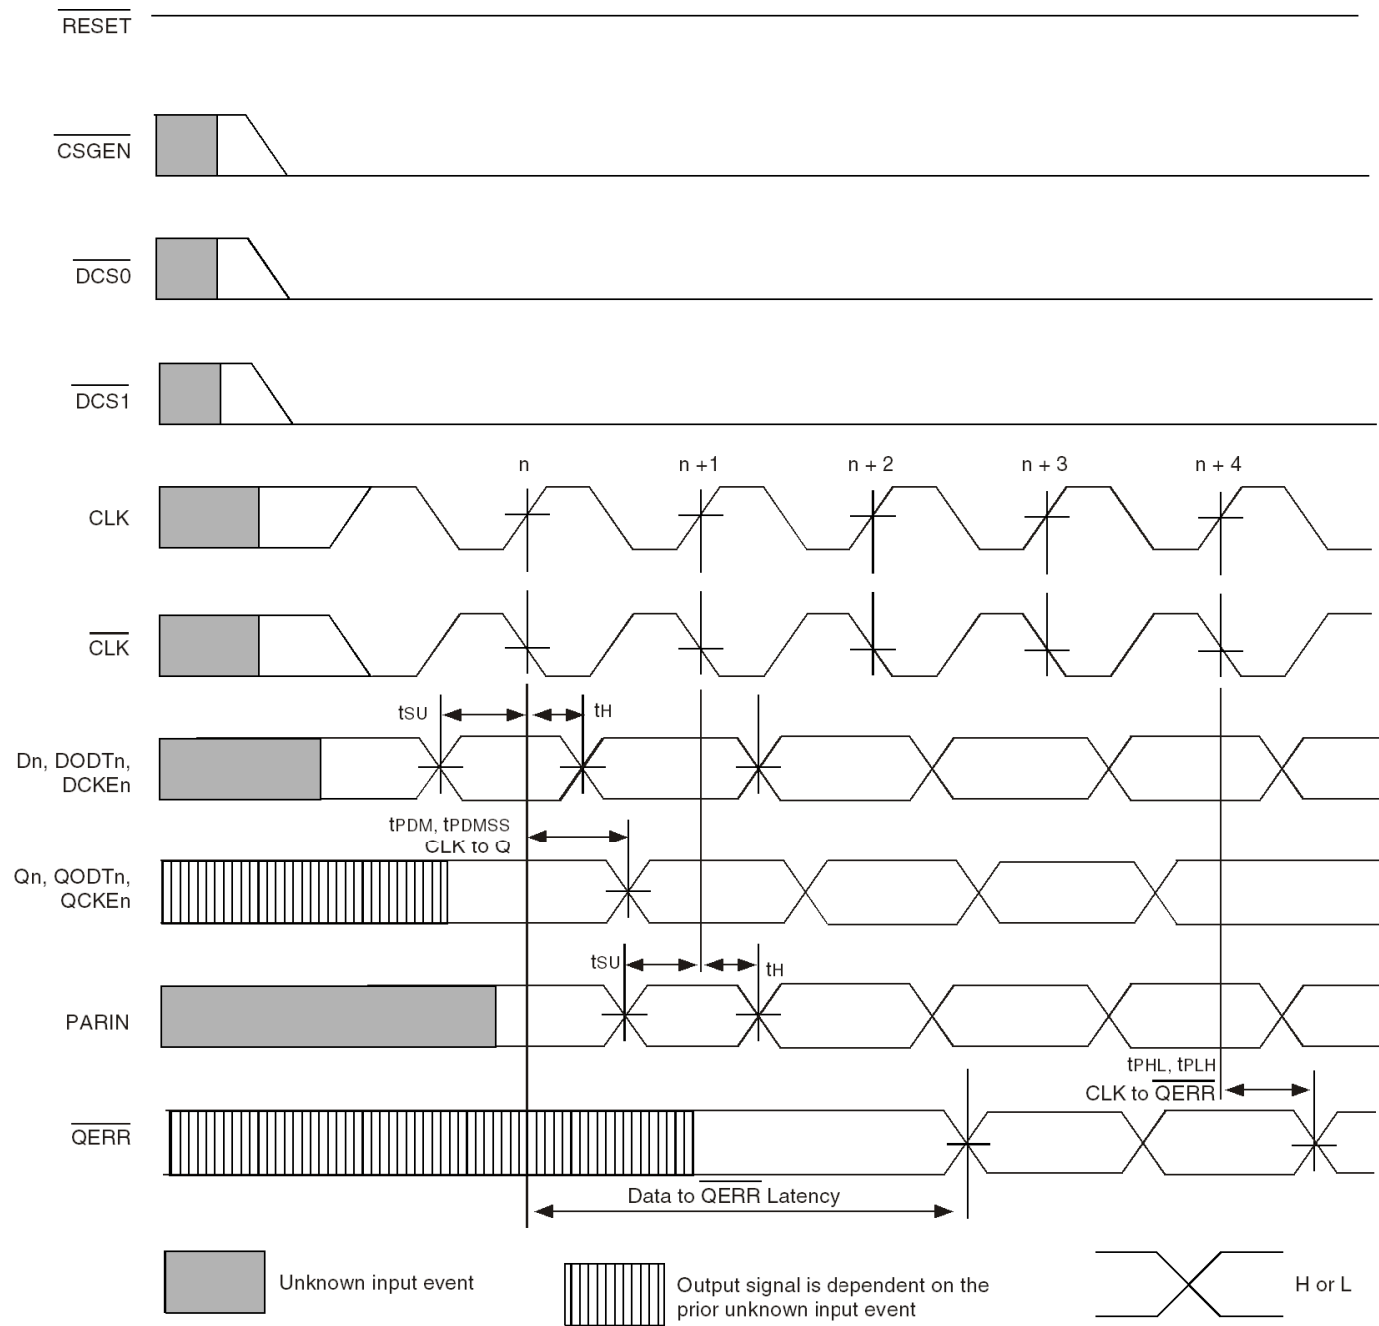 RESET
CSGEN
DCS0
DCS1
n
n +1
n + 2
n + 3
n + 4
CLK
CLK
tSU
tH
Dn, DODTn,
DCKEn
tPDM, tPDMSS
CLK to Q
Qn, QODTn,
QCKEn
tSU
tH
PARIN
tPHL, tPLH
CLK to QERR
QERR
Data to QERR Latency
Unknown input event
Output signal is dependent on the
prior unknown input event
H or L